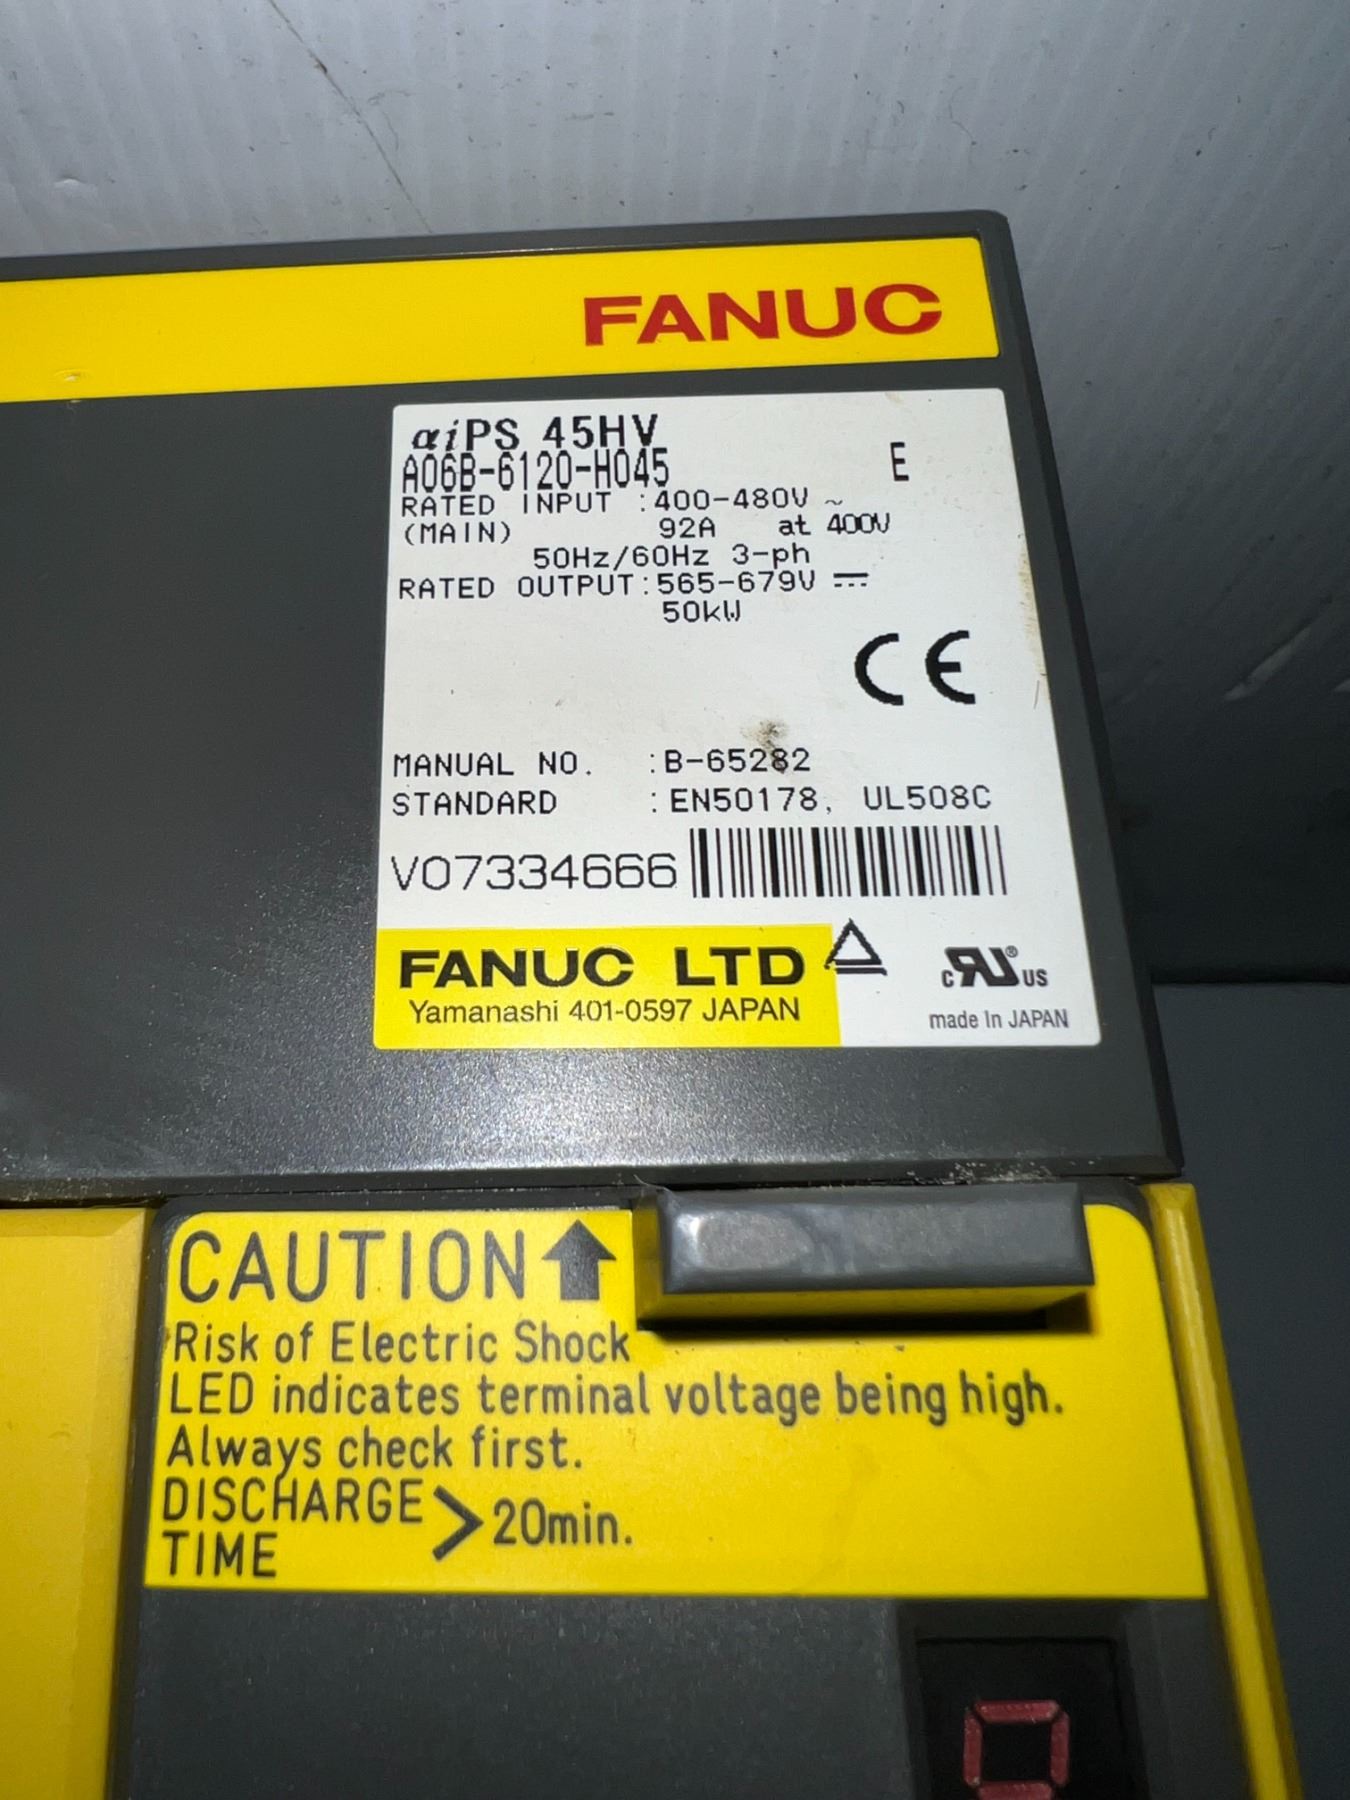 FANUC
αiPS 45HV
A06B-6120-H045 E
RATED INPUT :400-480V ~
(MAIN) 92A at 400V
50Hz/60Hz 3-ph
RATED OUTPUT:565-679V ⎓
50kW
CE
MANUAL NO. :B-65282
STANDARD :EN50178, UL508C
V07334666
FANUC LTD
Yamanashi 401-0597 JAPAN
c RU ® US
made In JAPAN
CAUTION
Risk of Electric Shock
LED indicates terminal voltage being high.
Always check first.
DISCHARGE TIME > 20min.